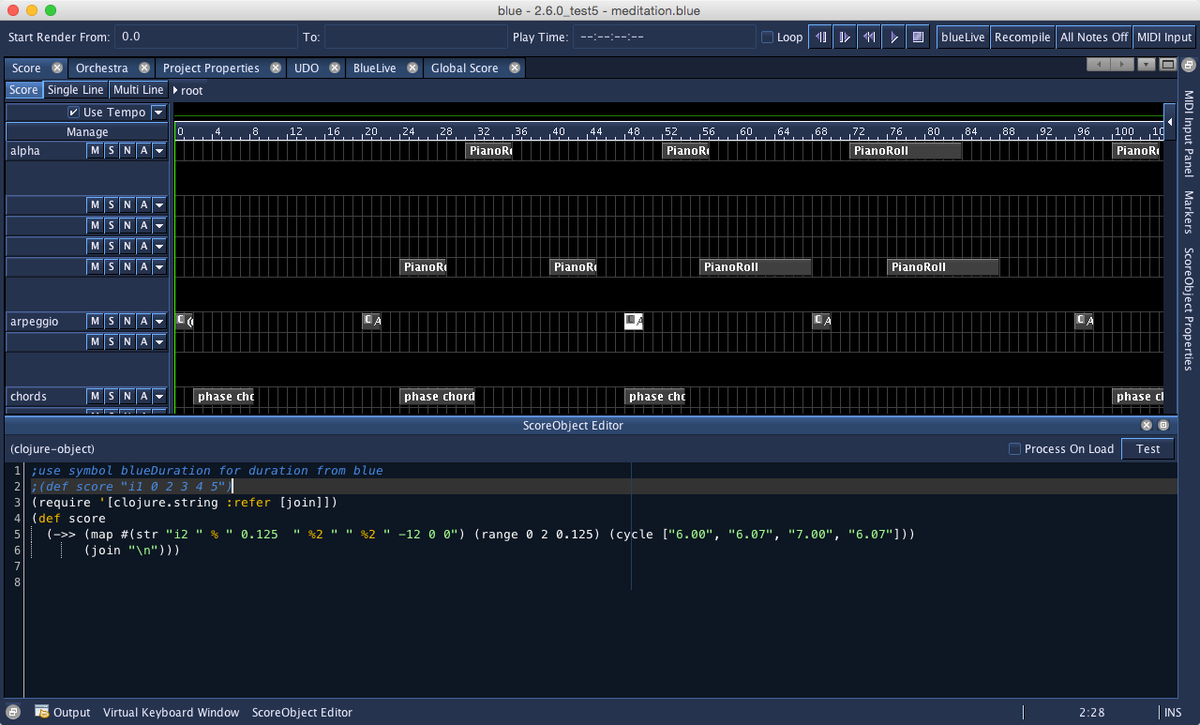 blue - 2.6.0_test5 - meditation.blue
Start Render From: 0.0 To: Play Time: --:--:--:-- Loop blueLive Recompile All Notes Off MIDI Input
Score Orchestra Project Properties UDO BlueLive Global Score
Score Single Line Multi Line root
Use Tempo
Manage 0 4 8 12 16 20 24 28 32 36 40 44 48 52 56 60 64 68 72 76 80 84 88 92 96 100
alpha M S N A PianoRo PianoRo PianoRoll PianoRo
M S N A
M S N A
M S N A
M S N A PianoRo PianoRo PianoRoll PianoRoll
arpeggio M S N A C ( C A C A C A C A
M S N A
chords M S N A phase cho phase chord phase cho phase cl
MIDI Input Panel
Markers
ScoreObject Properties
ScoreObject Editor
(clojure-object) Process On Load Test
1 ;use symbol blueDuration for duration from blue
2 ;(def score "i1 0 2 3 4 5")
3 (require '[clojure.string :refer [join]])
4 (def score
5 (->> (map #(str "i2 " % " 0.125  " %2 " " %2 " -12 0 0") (range 0 2 0.125) (cycle ["6.00", "6.07", "7.00", "6.07"]))
6 (join "\n")))
7
8
Output Virtual Keyboard Window ScoreObject Editor 2:28 INS